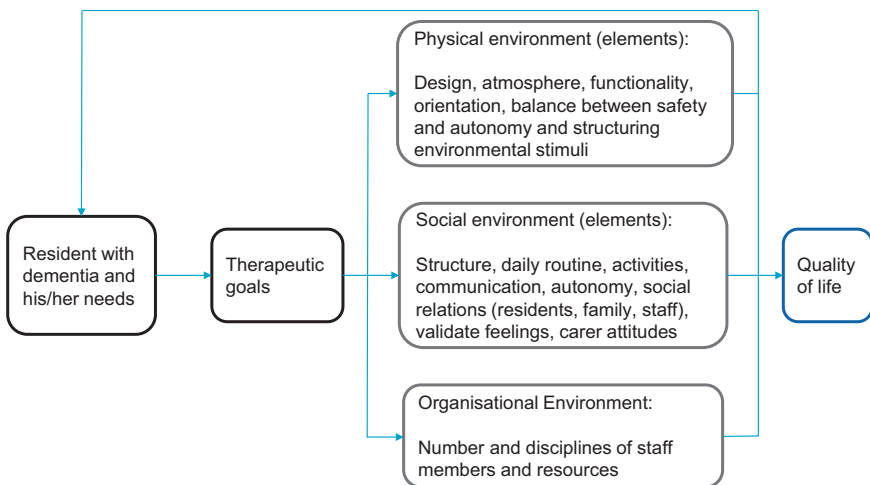 Resident with
dementia and
his/her needs
Therapeutic
goals
Physical environment (elements):
Design, atmosphere, functionality,
orientation, balance between safety
and autonomy and structuring
environmental stimuli
Social environment (elements):
Structure, daily routine, activities,
communication, autonomy, social
relations (residents, family, staff),
validate feelings, carer attitudes
Organisational Environment:
Number and disciplines of staff
members and resources
Quality
of life